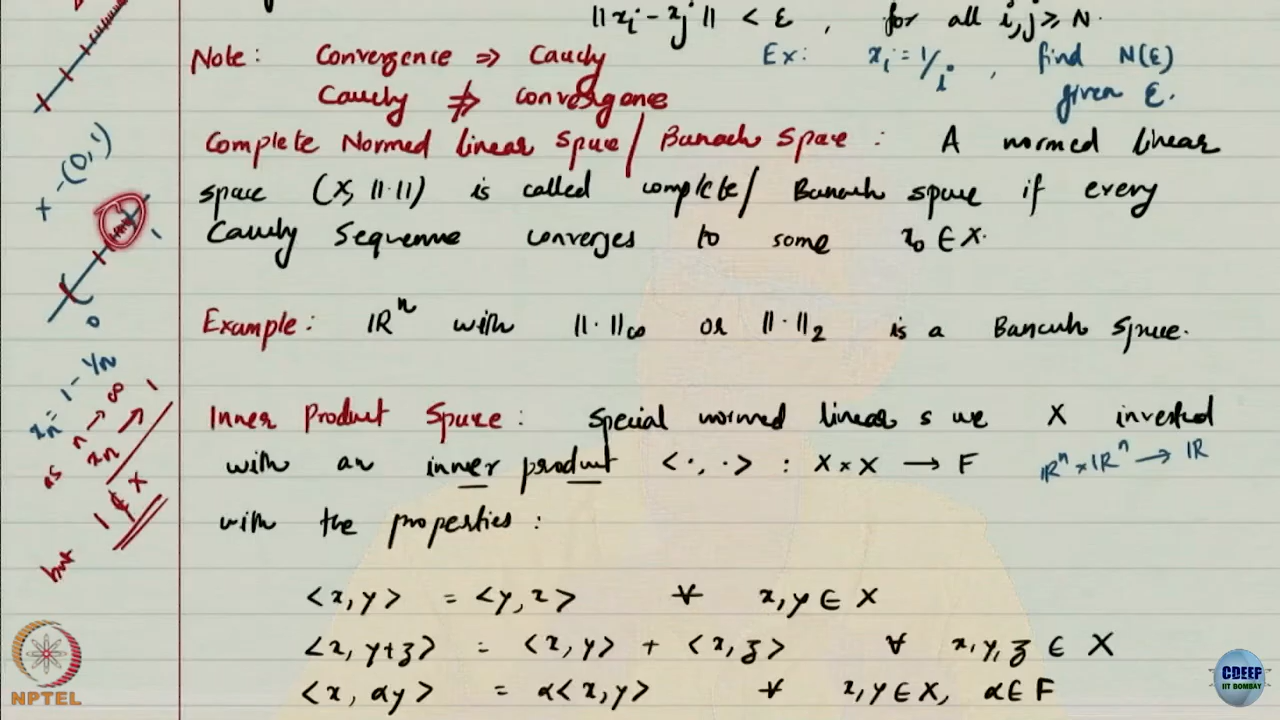 ||xi - xj|| < ε , for all i,j ≥ N.
Note: Convergence ⇒ Cauchy
Ex: xi = 1/i , find N(ε)
Cauchy ⇏ convergence
given ε.
Complete Normed linear Space / Banach Space : A normed linear
space (X, ||·||) is called complete/ Banach space if every
Cauchy Sequence converges to some x₀ ∈ X.
Example: ℝⁿ with ||·||∞ or ||·||₂ is a Banach Space.
Inner Product Space : Special normed linear s X invested
with an inner product <·, ·> : X × X → F
ℝⁿ × ℝⁿ → ℝ
with the properties :
<x, y> = <y, x> ∀ x, y ∈ X
<x, y+z> = <x, y> + <x, z> ∀ x, y, z ∈ X
<x, αy> = α<x, y> ∀ x, y ∈ X, α ∈ F
(0, 1)
0
1
xn = 1 - 1/n
as n → ∞
xn → 1
but 1 ∉ X
NPTEL
CDEEP
IIT BOMBAY